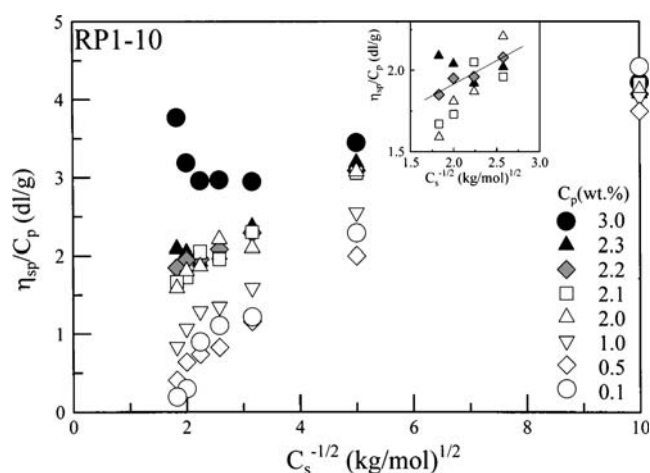 RP1-10
η_sp/C_p (dl/g)
5
4
3
2
1
0
0 2 4 6 8 10
C_s^-1/2 (kg/mol)^1/2
η_sp/C_p (dl/g)
2.0
1.5
1.5 2.0 2.5 3.0
C_s^-1/2 (kg/mol)^1/2
C_p(wt.%)
3.0
2.3
2.2
2.1
2.0
1.0
0.5
0.1